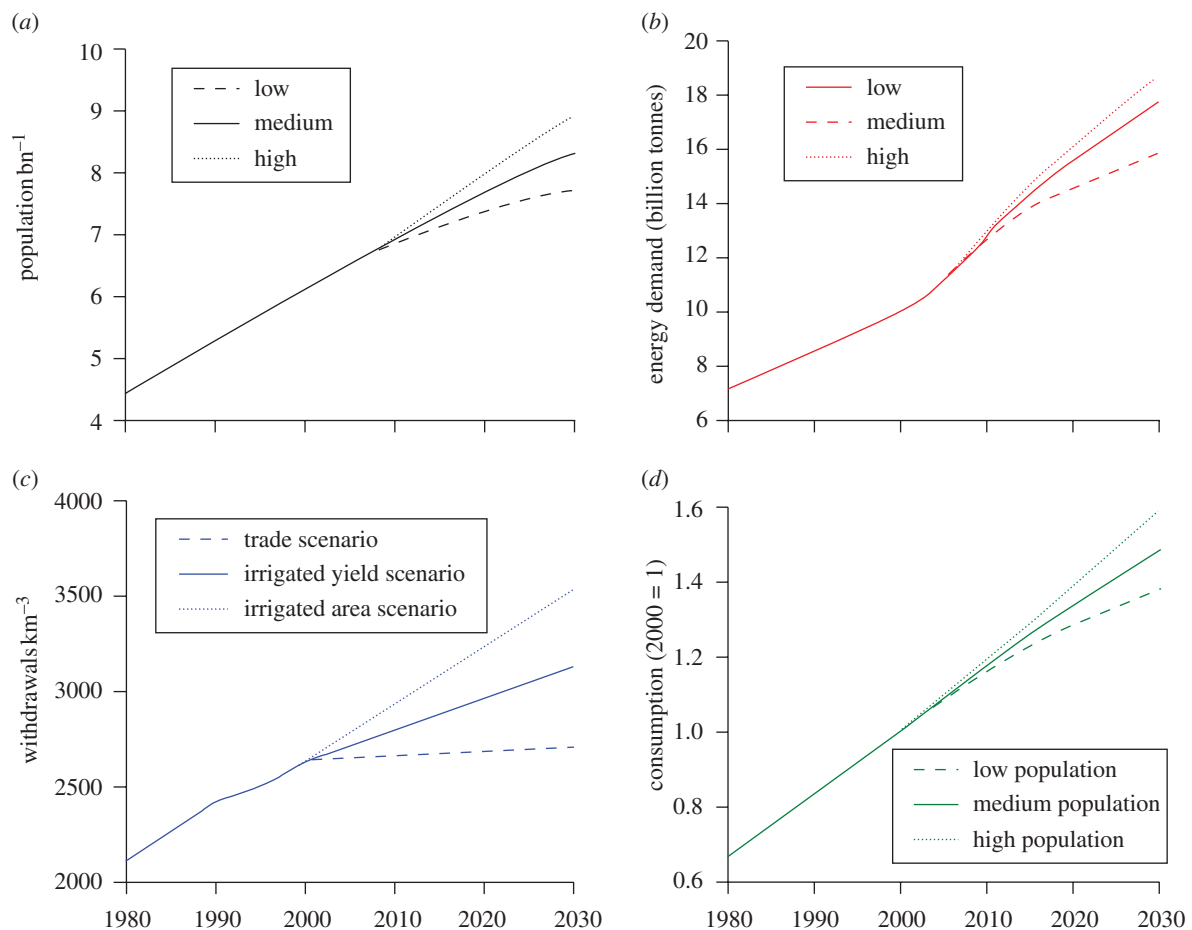 (a)
10
9
8
7
6
5
4
population bn⁻¹
low
medium
high
(b)
20
18
16
14
12
10
8
6
energy demand (billion tonnes)
low
medium
high
(c)
4000
3500
3000
2500
2000
withdrawals km⁻³
trade scenario
irrigated yield scenario
irrigated area scenario
1980 1990 2000 2010 2020 2030
(d)
1.6
1.4
1.2
1.0
0.8
0.6
consumption (2000 = 1)
low population
medium population
high population
1980 1990 2000 2010 2020 2030